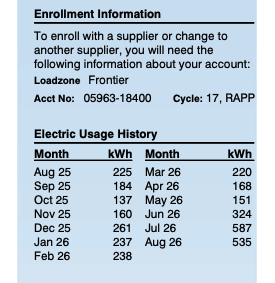 Enrollment Information
To enroll with a supplier or change to
another supplier, you will need the
following information about your account:
Loadzone Frontier
Acct No: 05963-18400 Cycle: 17, RAPP
Electric Usage History
Month kWh Month kWh
Aug 25 225 Mar 26 220
Sep 25 184 Apr 26 168
Oct 25 137 May 26 151
Nov 25 160 Jun 26 324
Dec 25 261 Jul 26 587
Jan 26 237 Aug 26 535
Feb 26 238